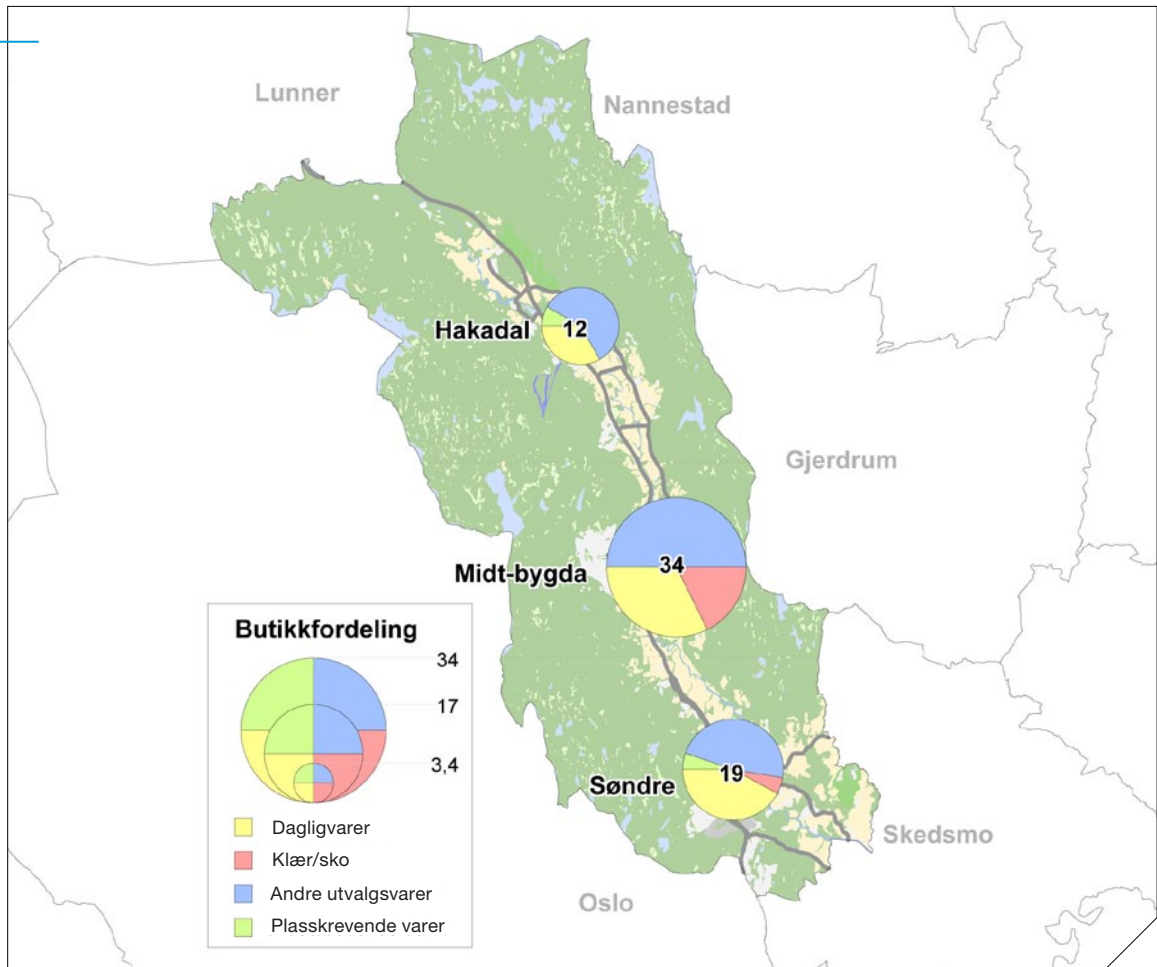 Lunner
Nannestad
Hakadal
12
Gjerdrum
Midt-bygda
34
Butikkfordeling
34
17
3,4
Dagligvarer
Klær/sko
Andre utvalgsvarer
Plasskrevende varer
Søndre
19
Skedsmo
Oslo